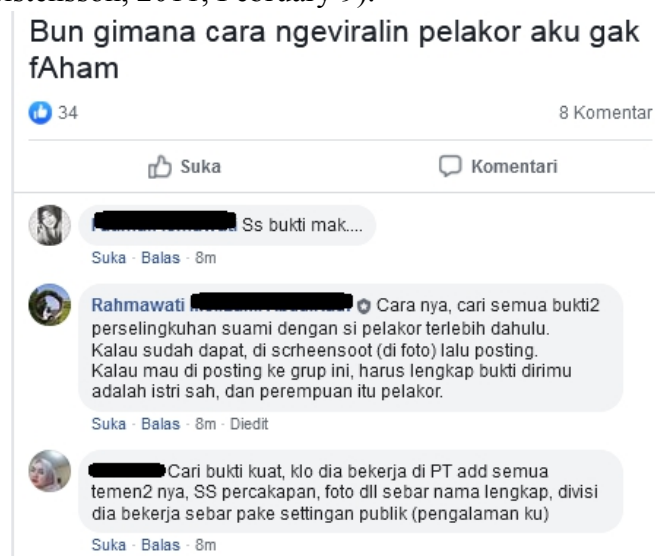 2011, February 9).
Bun gimana cara ngeviralin pelakor aku gak
fAham
34
8 Komentar
Suka
Komentari
Ss bukti mak....
Suka · Balas · 8m
Rahmawati Cara nya, cari semua bukti2
perselingkuhan suami dengan si pelakor terlebih dahulu.
Kalau sudah dapat, di scrheensoot (di foto) lalu posting.
Kalau mau di posting ke grup ini, harus lengkap bukti dirimu
adalah istri sah, dan perempuan itu pelakor.
Suka · Balas · 8m · Diedit
Cari bukti kuat, klo dia bekerja di PT add semua
temen2 nya, SS percakapan, foto dll sebar nama lengkap, divisi
dia bekerja sebar pake settingan publik (pengalaman ku)
Suka · Balas · 8m